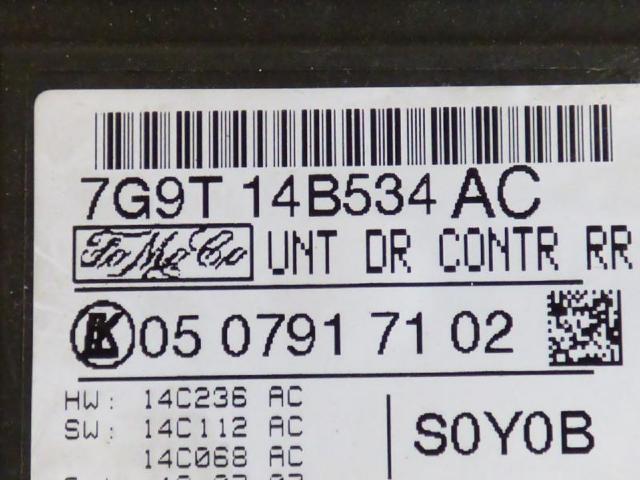 7G9T 14B534 AC
FoMoCo UNT DR CONTR RR
05 0791 71 02
HW: 14C236 AC
SW: 14C112 AC
14C068 AC
S0Y0B